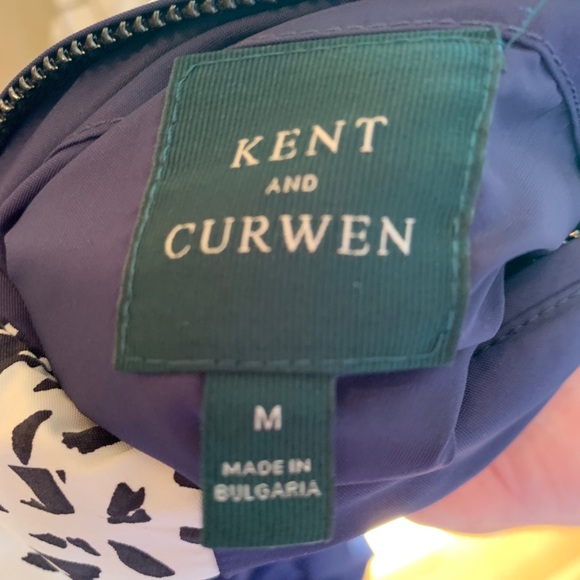 KENT
AND
CURWEN
M
MADE IN
BULGARIA